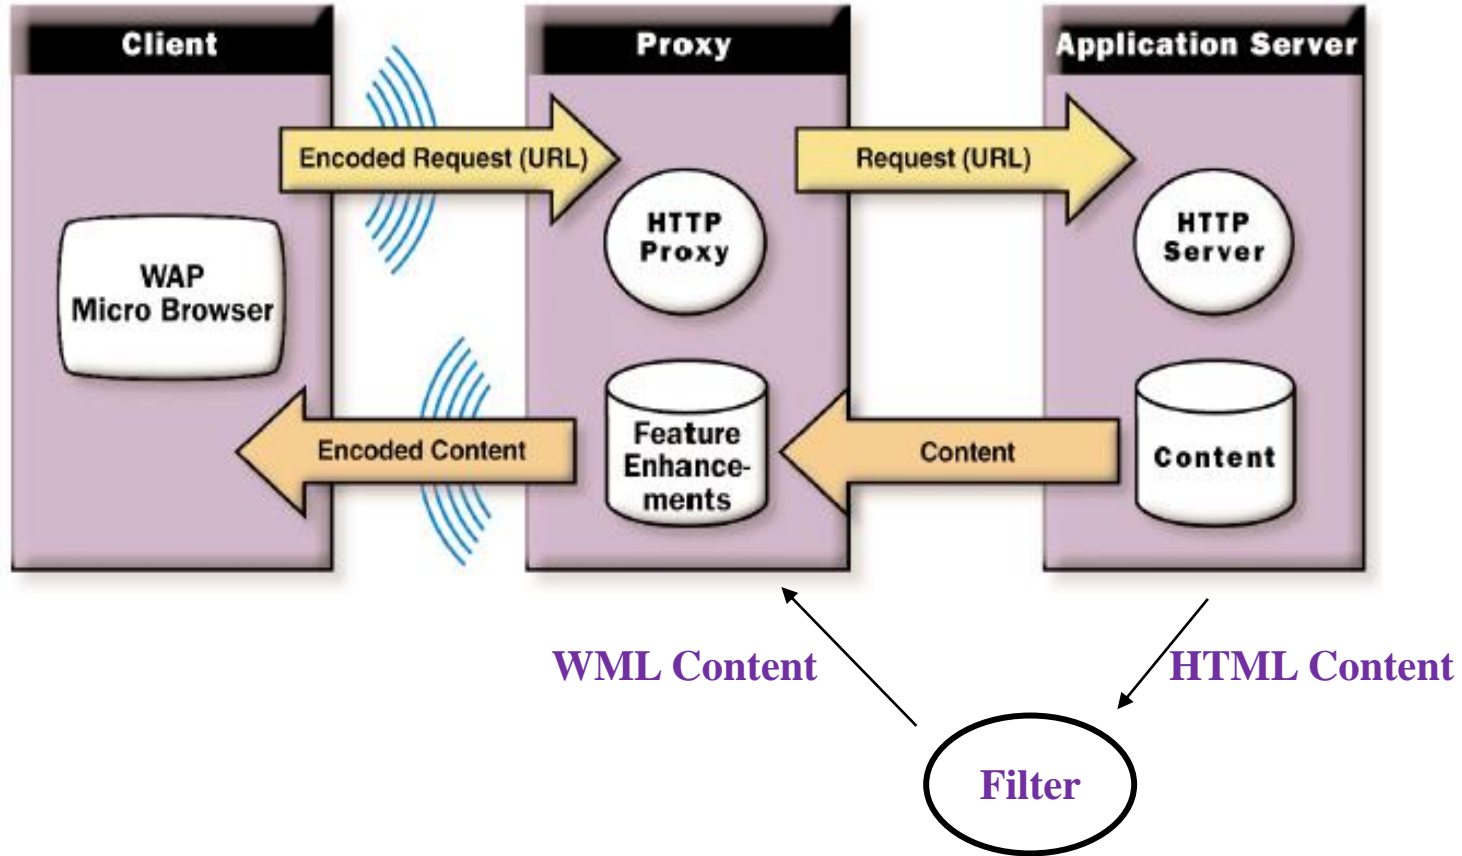 Client
Proxy
Application Server
Encoded Request (URL)
Request (URL)
HTTP
Proxy
HTTP
Server
WAP
Micro Browser
Encoded Content
Feature
Enhance-
ments
Content
Content
WML Content
HTML Content
Filter